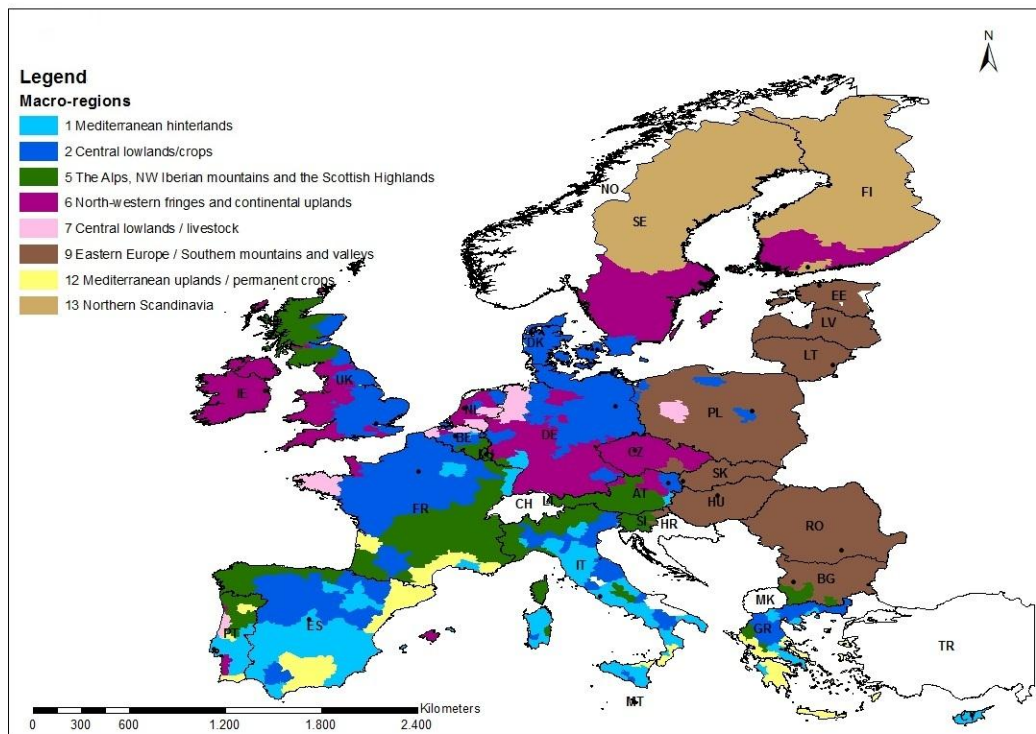 N
Legend
Macro-regions
1 Mediterranean hinterlands
2 Central lowlands/crops
5 The Alps, NW Iberian mountains and the Scottish Highlands
6 North-western fringes and continental uplands
7 Central lowlands / livestock
9 Eastern Europe / Southern mountains and valleys
12 Mediterranean uplands / permanent crops
13 Northern Scandinavia
NO
SE
FI
EE
LV
LT
DK
UK
IE
NL
PL
BE
DE
CZ
SK
AT
HU
FR
CH
SI
HR
RO
IT
BG
MK
PT
ES
GR
TR
MT
Kilometers
0 300 600 1.200 1.800 2.400